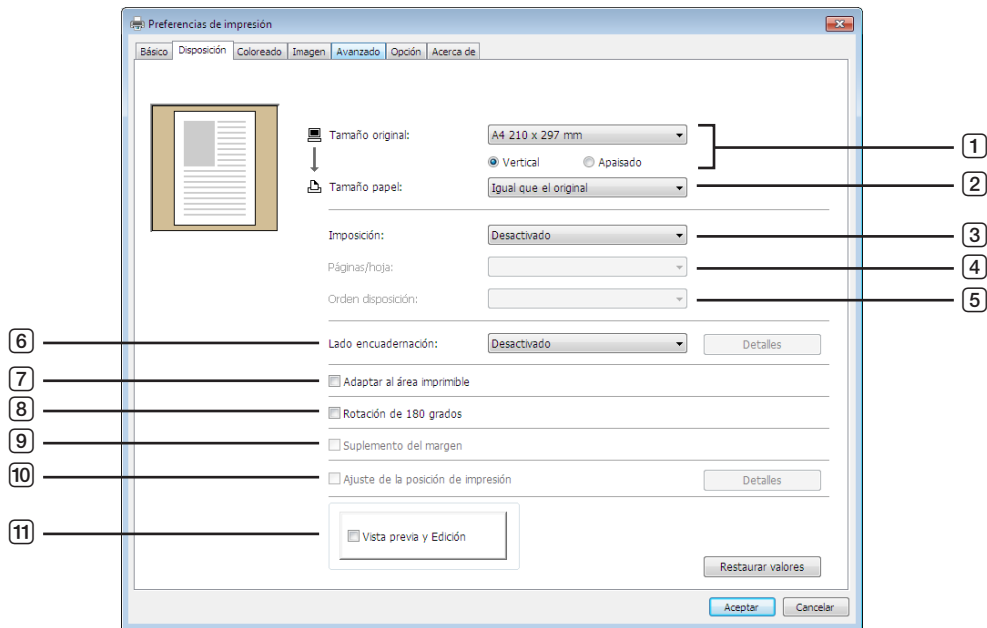 Preferencias de impresión
Básico Disposición Coloreado Imagen Avanzado Opción Acerca de
Tamaño original: A4 210 x 297 mm 1
Vertical Apaisado
Tamaño papel: Igual que el original 2
Imposición: Desactivado 3
Páginas/hoja: 4
Orden disposición: 5
6 Lado encuadernación: Desactivado Detalles
7 Adaptar al área imprimible
8 Rotación de 180 grados
9 Suplemento del margen
10 Ajuste de la posición de impresión Detalles
11 Vista previa y Edición
Restaurar valores
Aceptar Cancelar